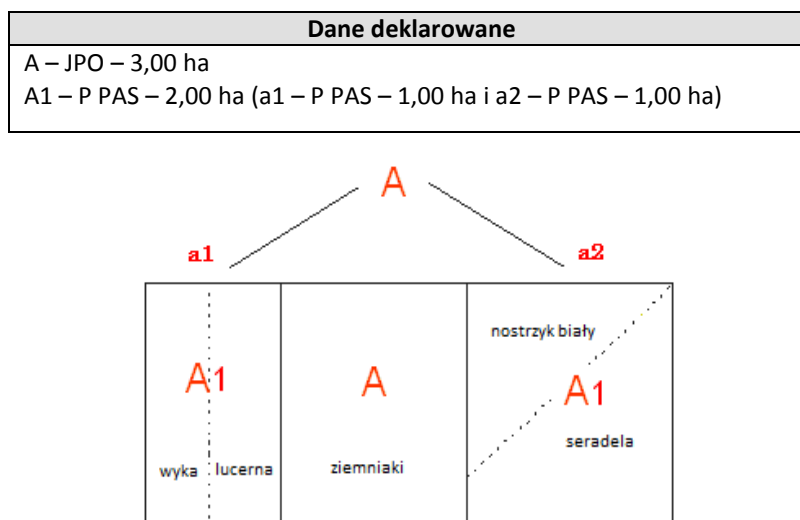 Dane deklarowane
A – JPO – 3,00 ha
A1 – P PAS – 2,00 ha (a1 – P PAS – 1,00 ha i a2 – P PAS – 1,00 ha)
A
a1
a2
nostrzyk biały
A1
A
A1
seradela
wyka
lucerna
ziemniaki